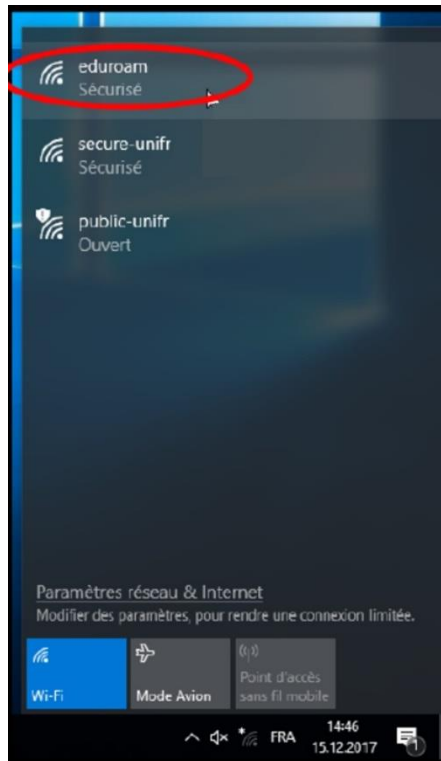 eduroam
Sécurisé
secure-unifr
Sécurisé
public-unifr
Ouvert
Paramètres réseau & Internet
Modifier des paramètres, pour rendre une connexion limitée.
Wi-Fi
Mode Avion
Point d'accès
sans fil mobile
FRA
14:46
15.12.2017
1